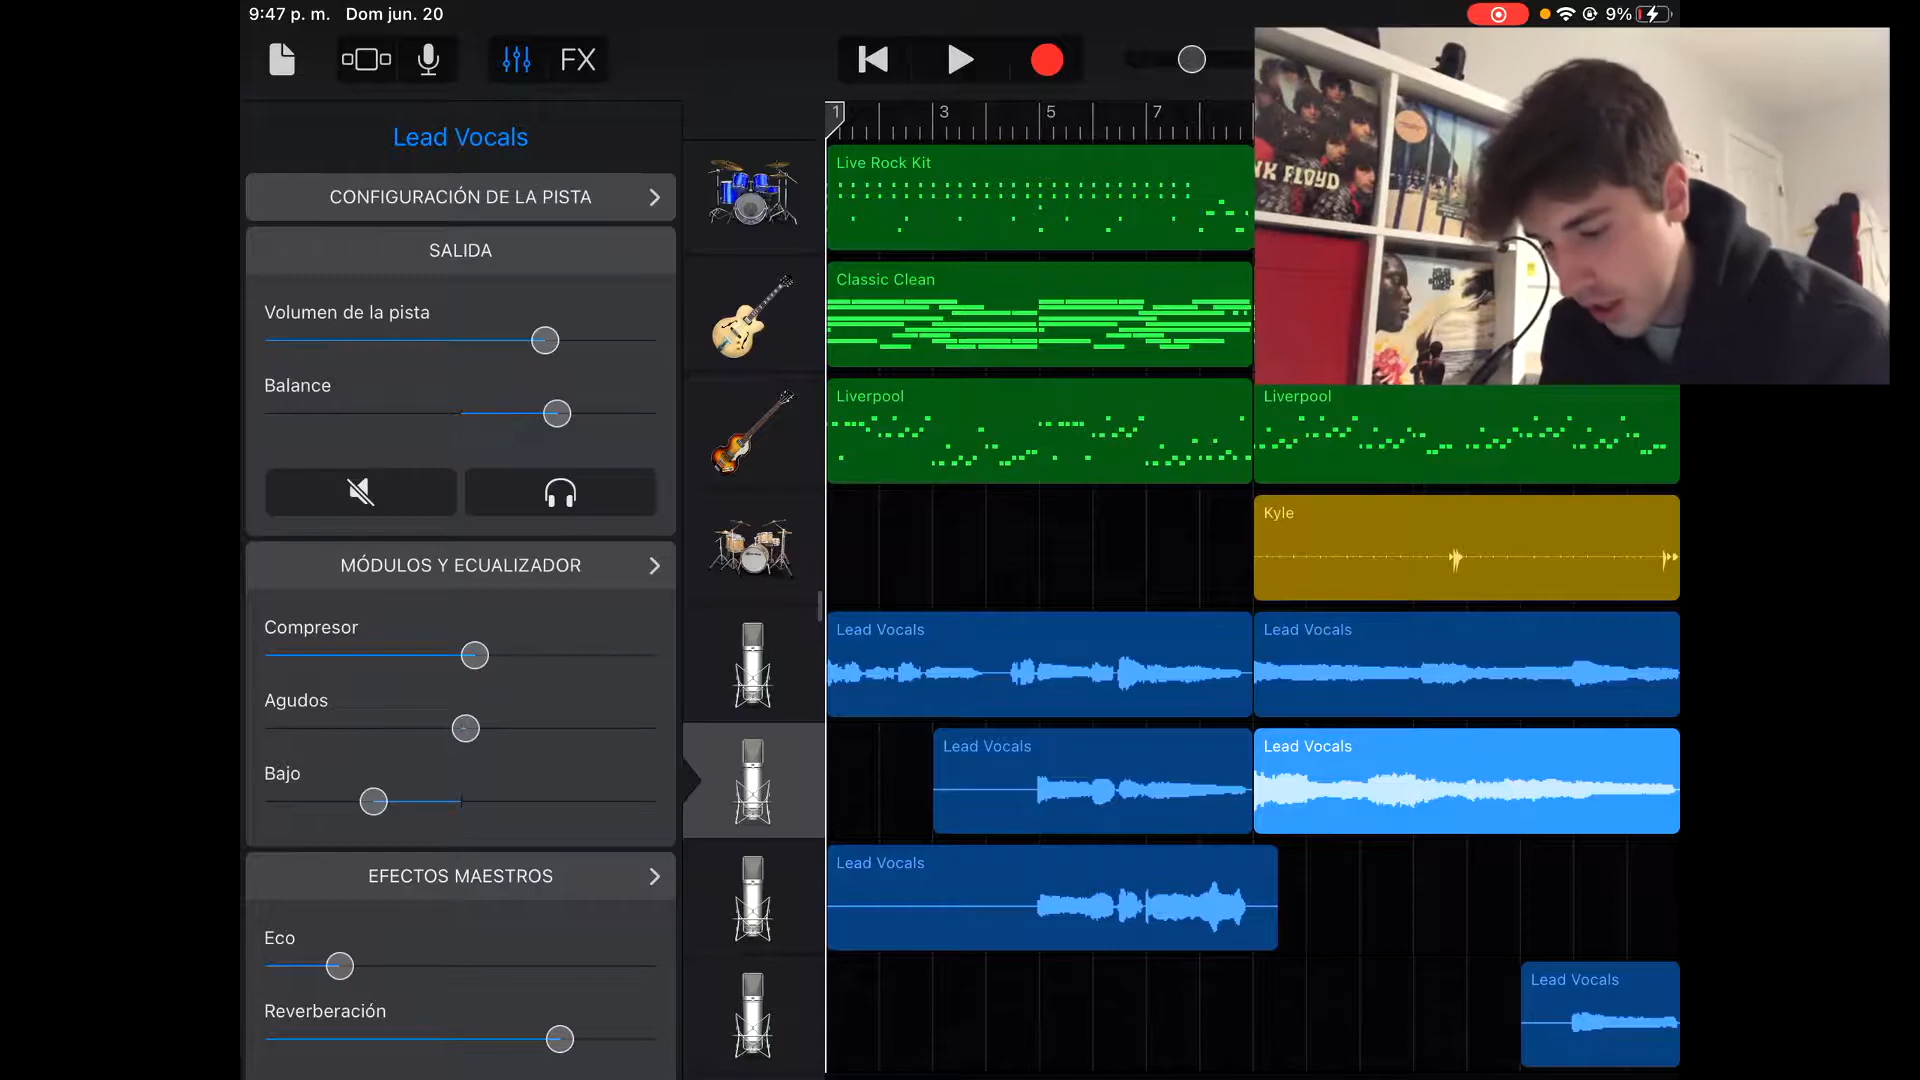 9:47 p. m. Dom jun. 20
9%
FX
Lead Vocals
CONFIGURACIÓN DE LA PISTA
SALIDA
Volumen de la pista
Balance
MÓDULOS Y ECUALIZADOR
Compresor
Agudos
Bajo
EFECTOS MAESTROS
Eco
Reverberación
1 3 5 7
Live Rock Kit
Classic Clean
Liverpool Liverpool
Kyle
Lead Vocals Lead Vocals
Lead Vocals Lead Vocals
Lead Vocals
Lead Vocals
NK FLOYD